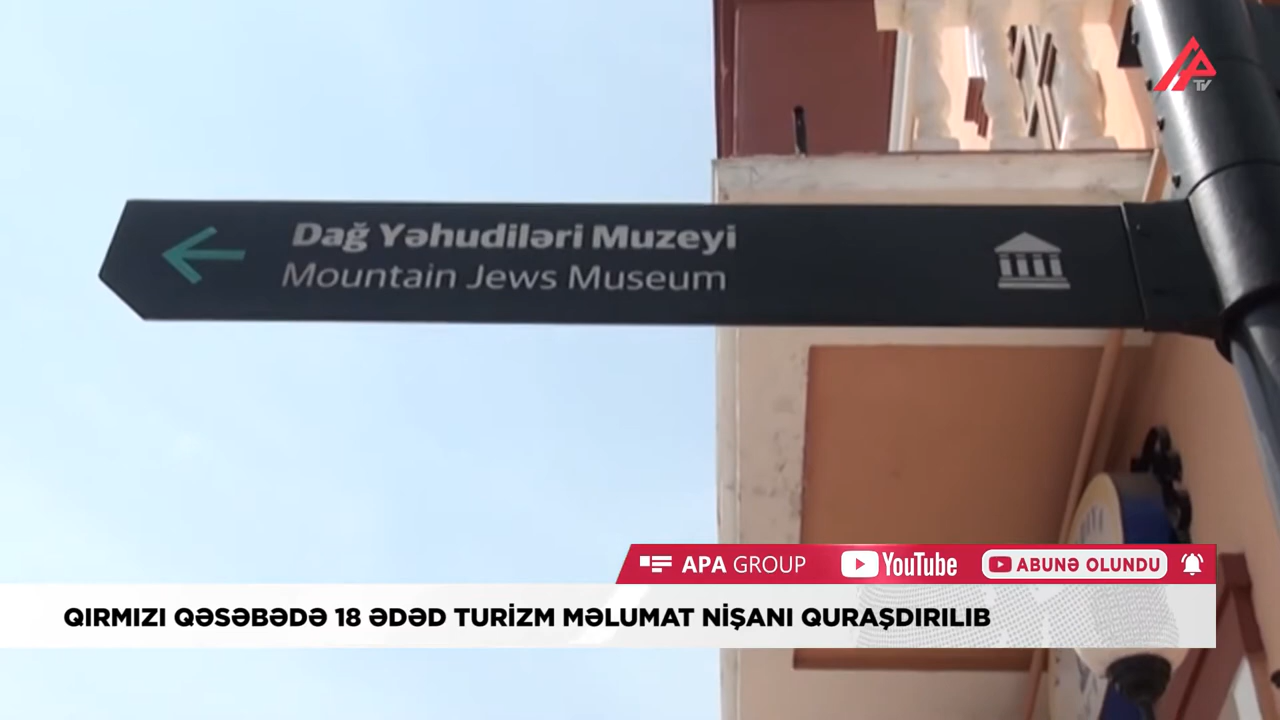 TV
Dağ Yəhudiləri Muzeyi
Mountain Jews Museum
APA GROUP YouTube ABUNƏ OLUNDU
QIRMIZI QƏSƏBƏDƏ 18 ƏDƏD TURİZM MƏLUMAT NİŞANI QURAŞDIRILIB